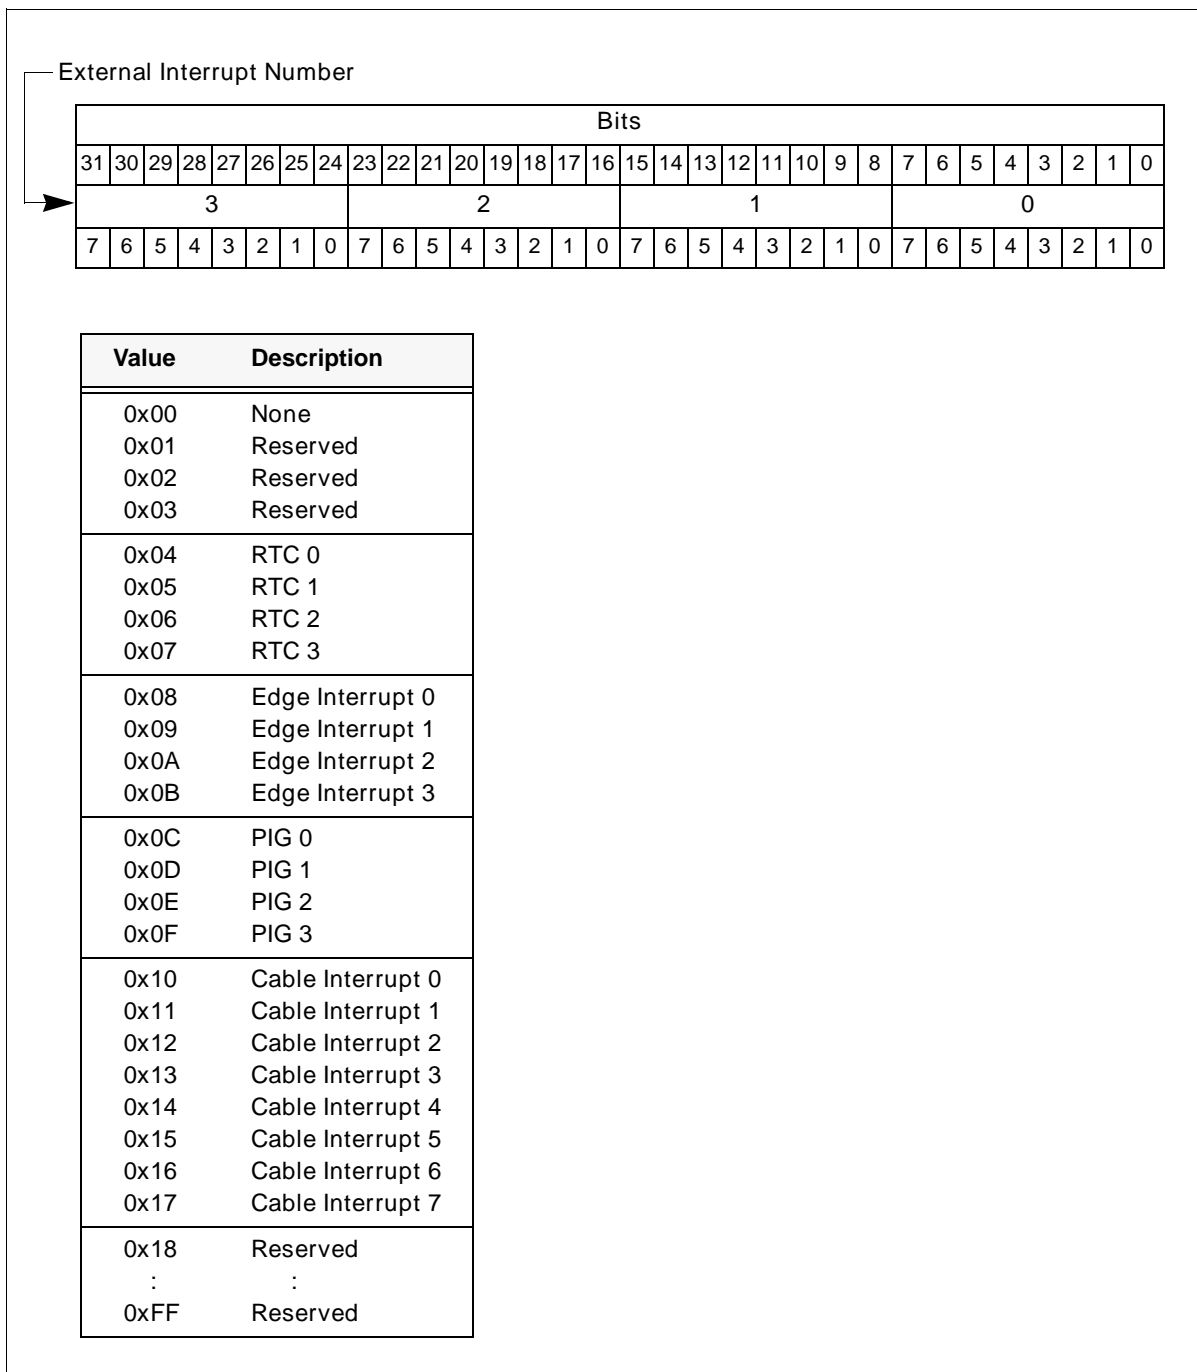 External Interrupt Number
Bits
31 30 29 28 27 26 25 24 23 22 21 20 19 18 17 16 15 14 13 12 11 10 9 8 7 6 5 4 3 2 1 0
3 2 1 0
7 6 5 4 3 2 1 0 7 6 5 4 3 2 1 0 7 6 5 4 3 2 1 0 7 6 5 4 3 2 1 0
Value Description
0x00 None
0x01 Reserved
0x02 Reserved
0x03 Reserved
0x04 RTC 0
0x05 RTC 1
0x06 RTC 2
0x07 RTC 3
0x08 Edge Interrupt 0
0x09 Edge Interrupt 1
0x0A Edge Interrupt 2
0x0B Edge Interrupt 3
0x0C PIG 0
0x0D PIG 1
0x0E PIG 2
0x0F PIG 3
0x10 Cable Interrupt 0
0x11 Cable Interrupt 1
0x12 Cable Interrupt 2
0x13 Cable Interrupt 3
0x14 Cable Interrupt 4
0x15 Cable Interrupt 5
0x16 Cable Interrupt 6
0x17 Cable Interrupt 7
0x18 Reserved
: :
0xFF Reserved